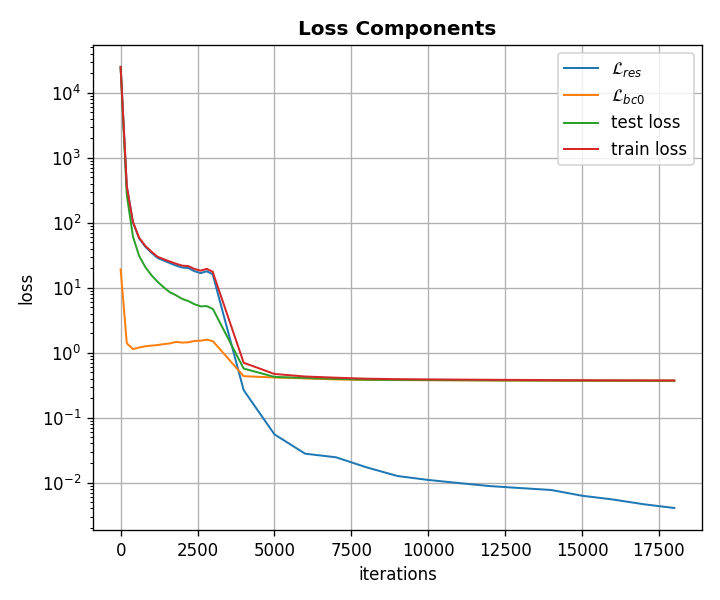 Loss Components
ℒ_res
ℒ_bc0
test loss
train loss
10^4
10^3
10^2
10^1
10^0
10^−1
10^−2
loss
0 2500 5000 7500 10000 12500 15000 17500
iterations